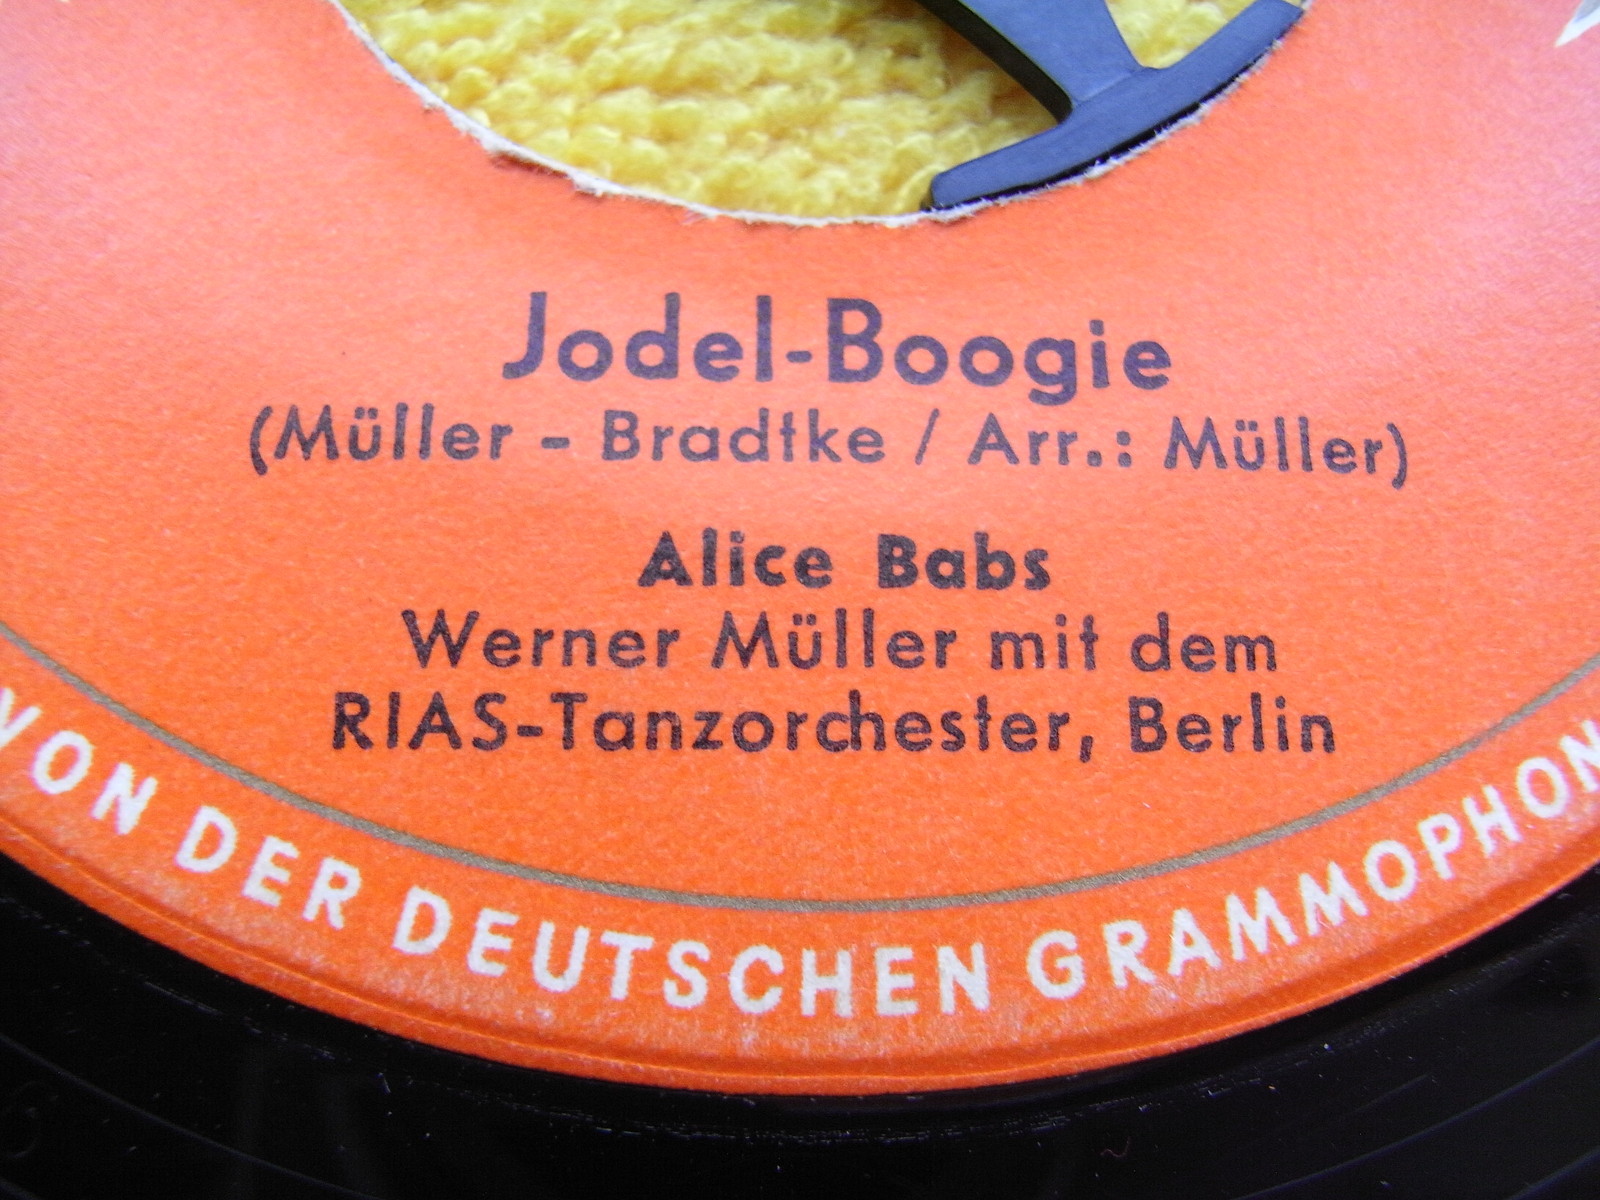 Jodel-Boogie
(Müller - Bradtke / Arr.: Müller)
Alice Babs
Werner Müller mit dem
RIAS-Tanzorchester, Berlin
VON DER DEUTSCHEN GRAMMOPHON